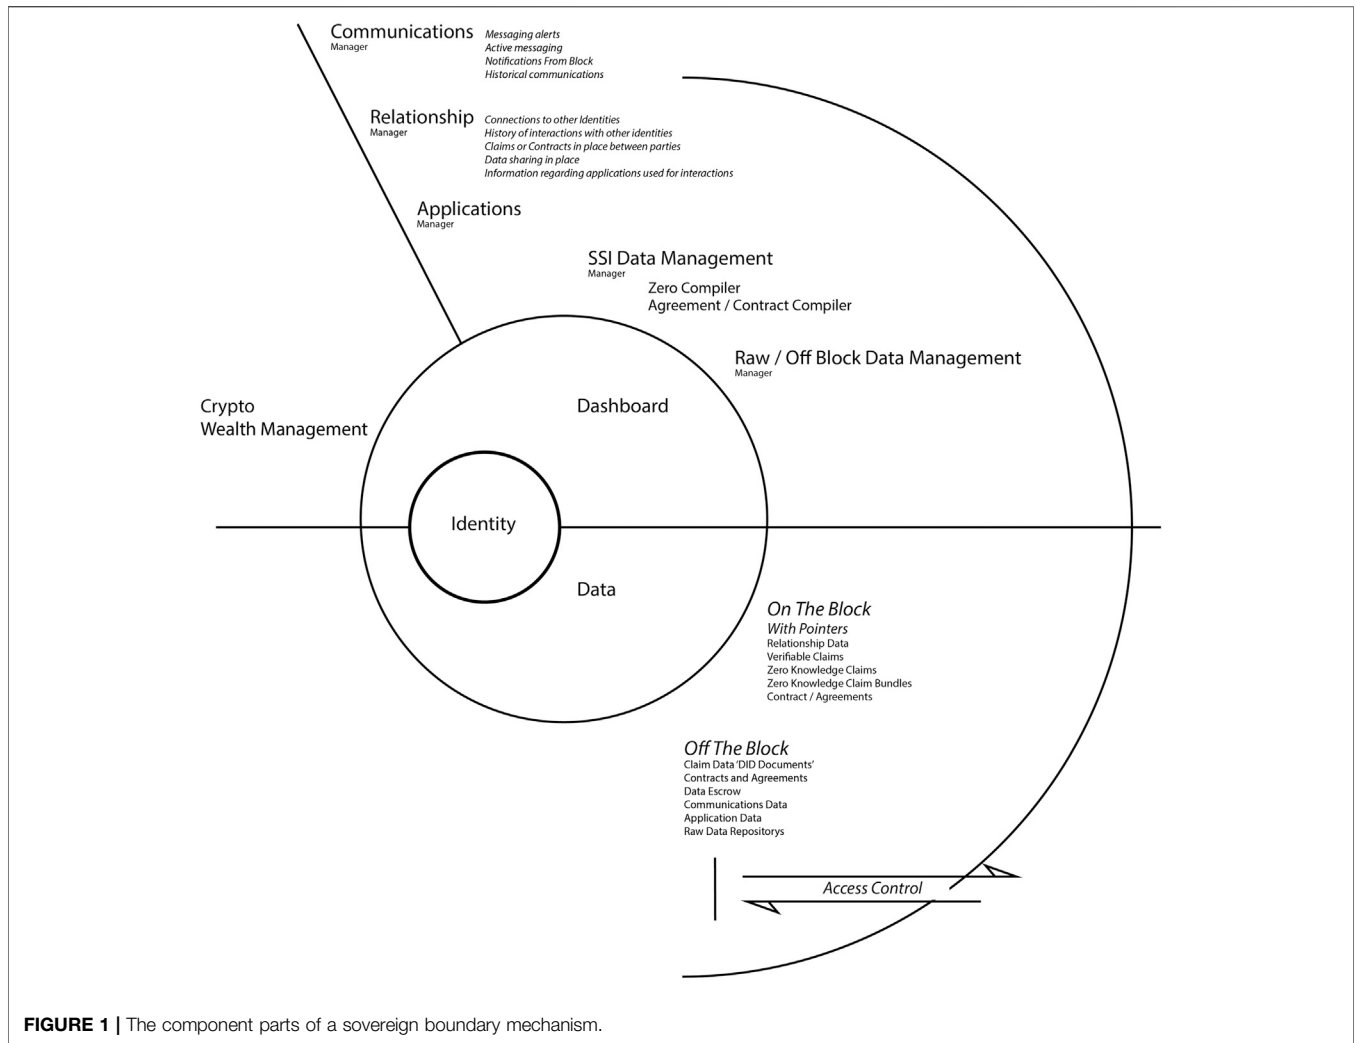 Communications
Manager
Messaging alerts
Active messaging
Notifications From Block
Historical communications
Relationship
Manager
Connections to other Identities
History of interactions with other identities
Claims or Contracts in place between parties
Data sharing in place
Information regarding applications used for interactions
Applications
Manager
SSI Data Management
Manager
Zero Compiler
Agreement / Contract Compiler
Raw / Off Block Data Management
Manager
Crypto
Wealth Management
Dashboard
Identity
Data
On The Block
With Pointers
Relationship Data
Verifiable Claims
Zero Knowledge Claims
Zero Knowledge Claim Bundles
Contract / Agreements
Off The Block
Claim Data 'DID Documents'
Contracts and Agreements
Data Escrow
Communications Data
Application Data
Raw Data Repositorys
Access Control
FIGURE 1 | The component parts of a sovereign boundary mechanism.